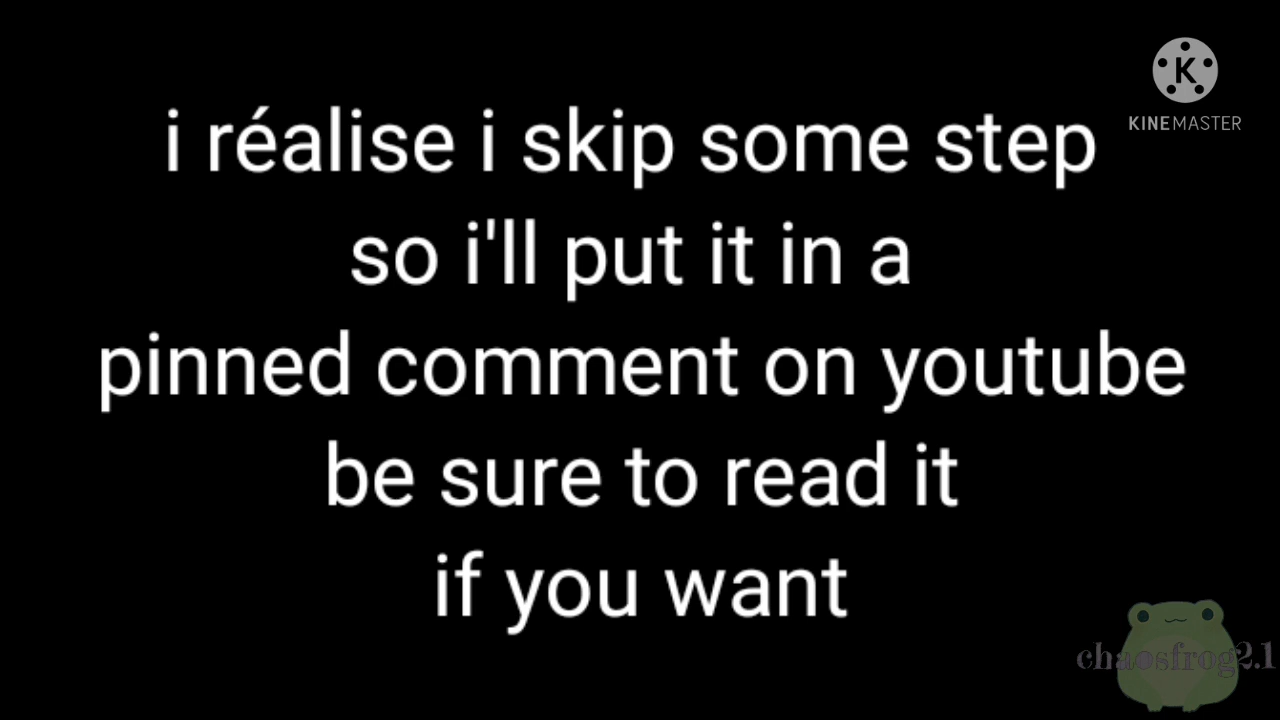 i réalise i skip some step
so i'll put it in a
pinned comment on youtube
be sure to read it
if you want
K
KINEMASTER
chaosfrog2.1